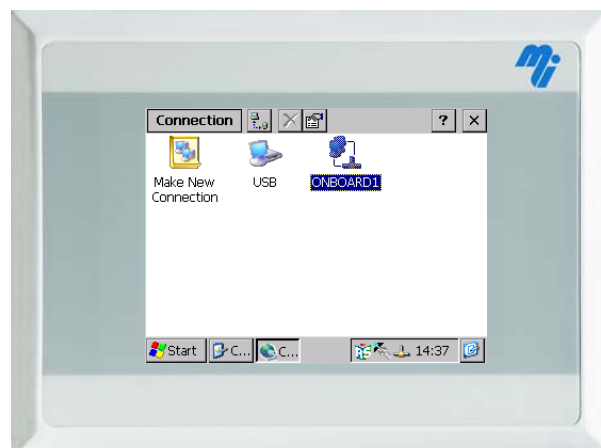 Connection ? ×
Make New
Connection
USB
ONBOARD1
Start C... C... 14:37